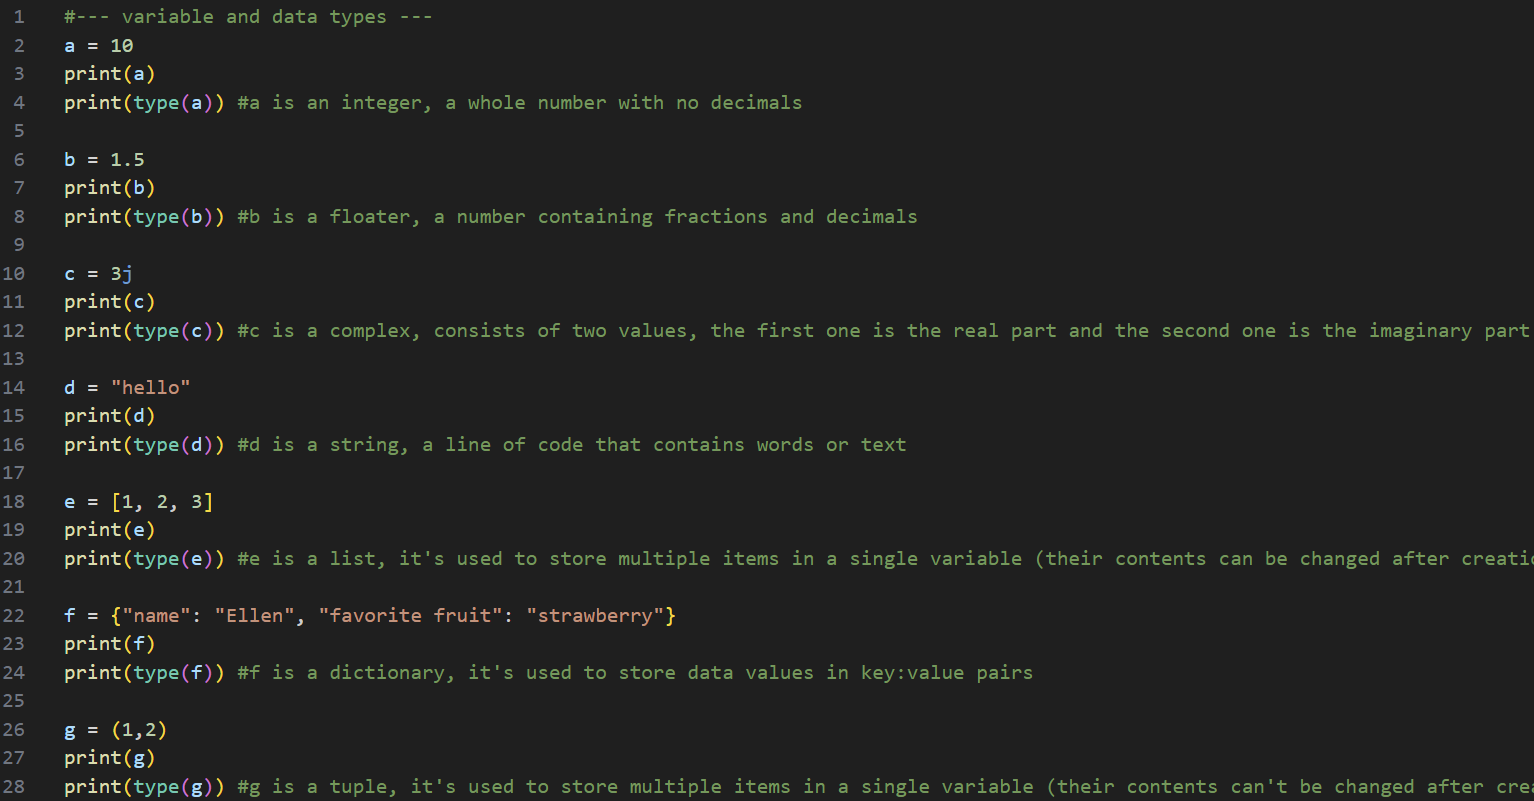 1 #--- variable and data types ---
2 a = 10
3 print(a)
4 print(type(a)) #a is an integer, a whole number with no decimals
5
6 b = 1.5
7 print(b)
8 print(type(b)) #b is a floater, a number containing fractions and decimals
9
10 c = 3j
11 print(c)
12 print(type(c)) #c is a complex, consists of two values, the first one is the real part and the second one is the imaginary part
13
14 d = "hello"
15 print(d)
16 print(type(d)) #d is a string, a line of code that contains words or text
17
18 e = [1, 2, 3]
19 print(e)
20 print(type(e)) #e is a list, it's used to store multiple items in a single variable (their contents can be changed after
21
22 f = {"name": "Ellen", "favorite fruit": "strawberry"}
23 print(f)
24 print(type(f)) #f is a dictionary, it's used to store data values in key:value pairs
25
26 g = (1,2)
27 print(g)
28 print(type(g)) #g is a tuple, it's used to store multiple items in a single variable (their contents can't be changed after